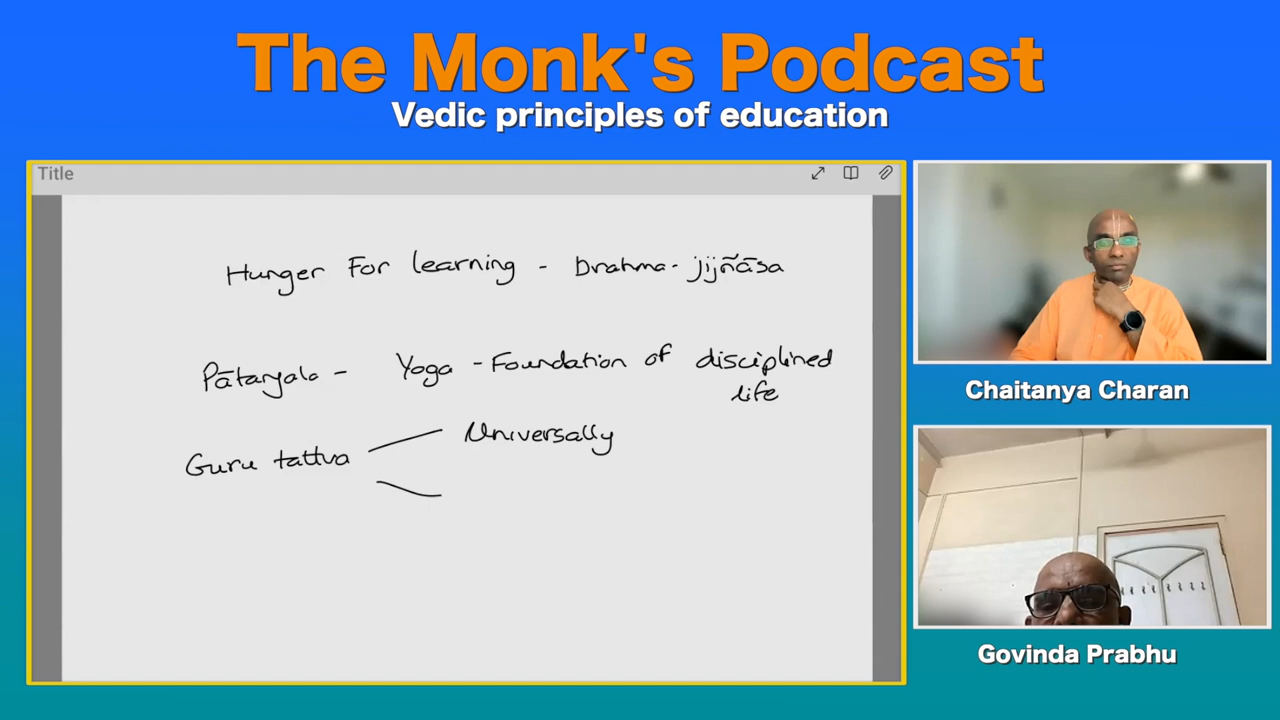 The Monk's Podcast
Vedic principles of education
Title
Hunger For learning - Brahma-jijñāsa
Pātanjala - Yoga - Foundation of disciplined
life
Guru tattva Universally
Chaitanya Charan
Govinda Prabhu